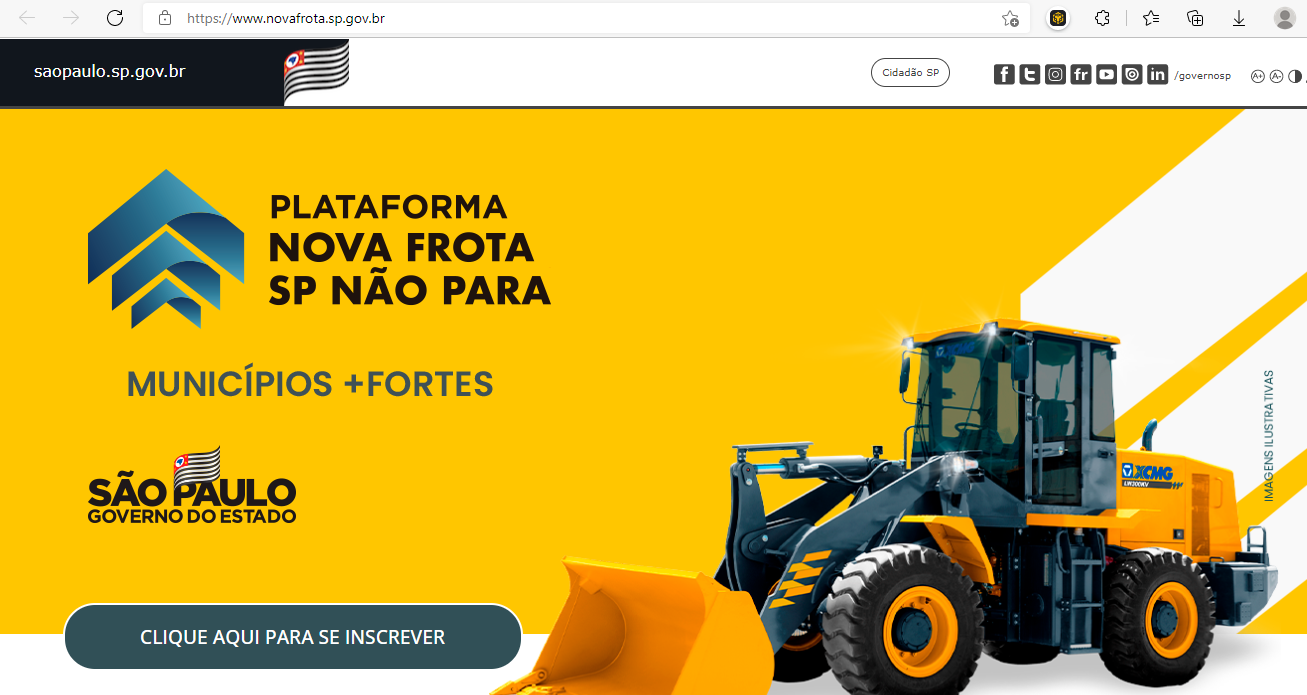 https://www.novafrota.sp.gov.br
saopaulo.sp.gov.br
Cidadão SP
/governosp
A+
A-
PLATAFORMA
NOVA FROTA
SP NÃO PARA
MUNICÍPIOS +FORTES
SÃO PAULO
GOVERNO DO ESTADO
CLIQUE AQUI PARA SE INSCREVER
XCMG
LW300KV
IMAGENS ILUSTRATIVAS